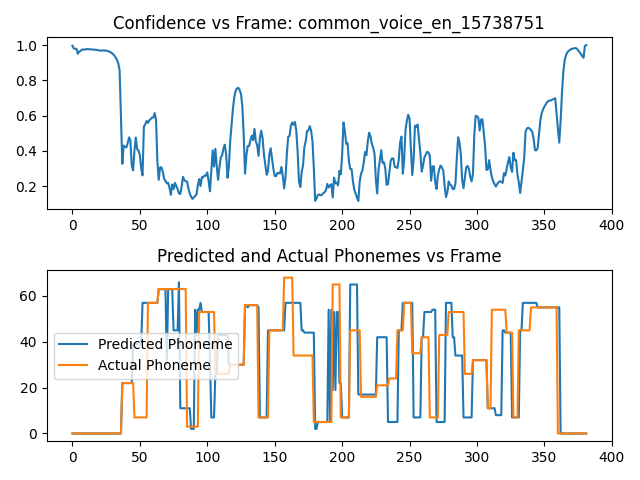 Confidence vs Frame: common_voice_en_15738751
1.0
0.8
0.6
0.4
0.2
0 50 100 150 200 250 300 350 400
Predicted and Actual Phonemes vs Frame
60
40
20
0
Predicted Phoneme
Actual Phoneme
0 50 100 150 200 250 300 350 400